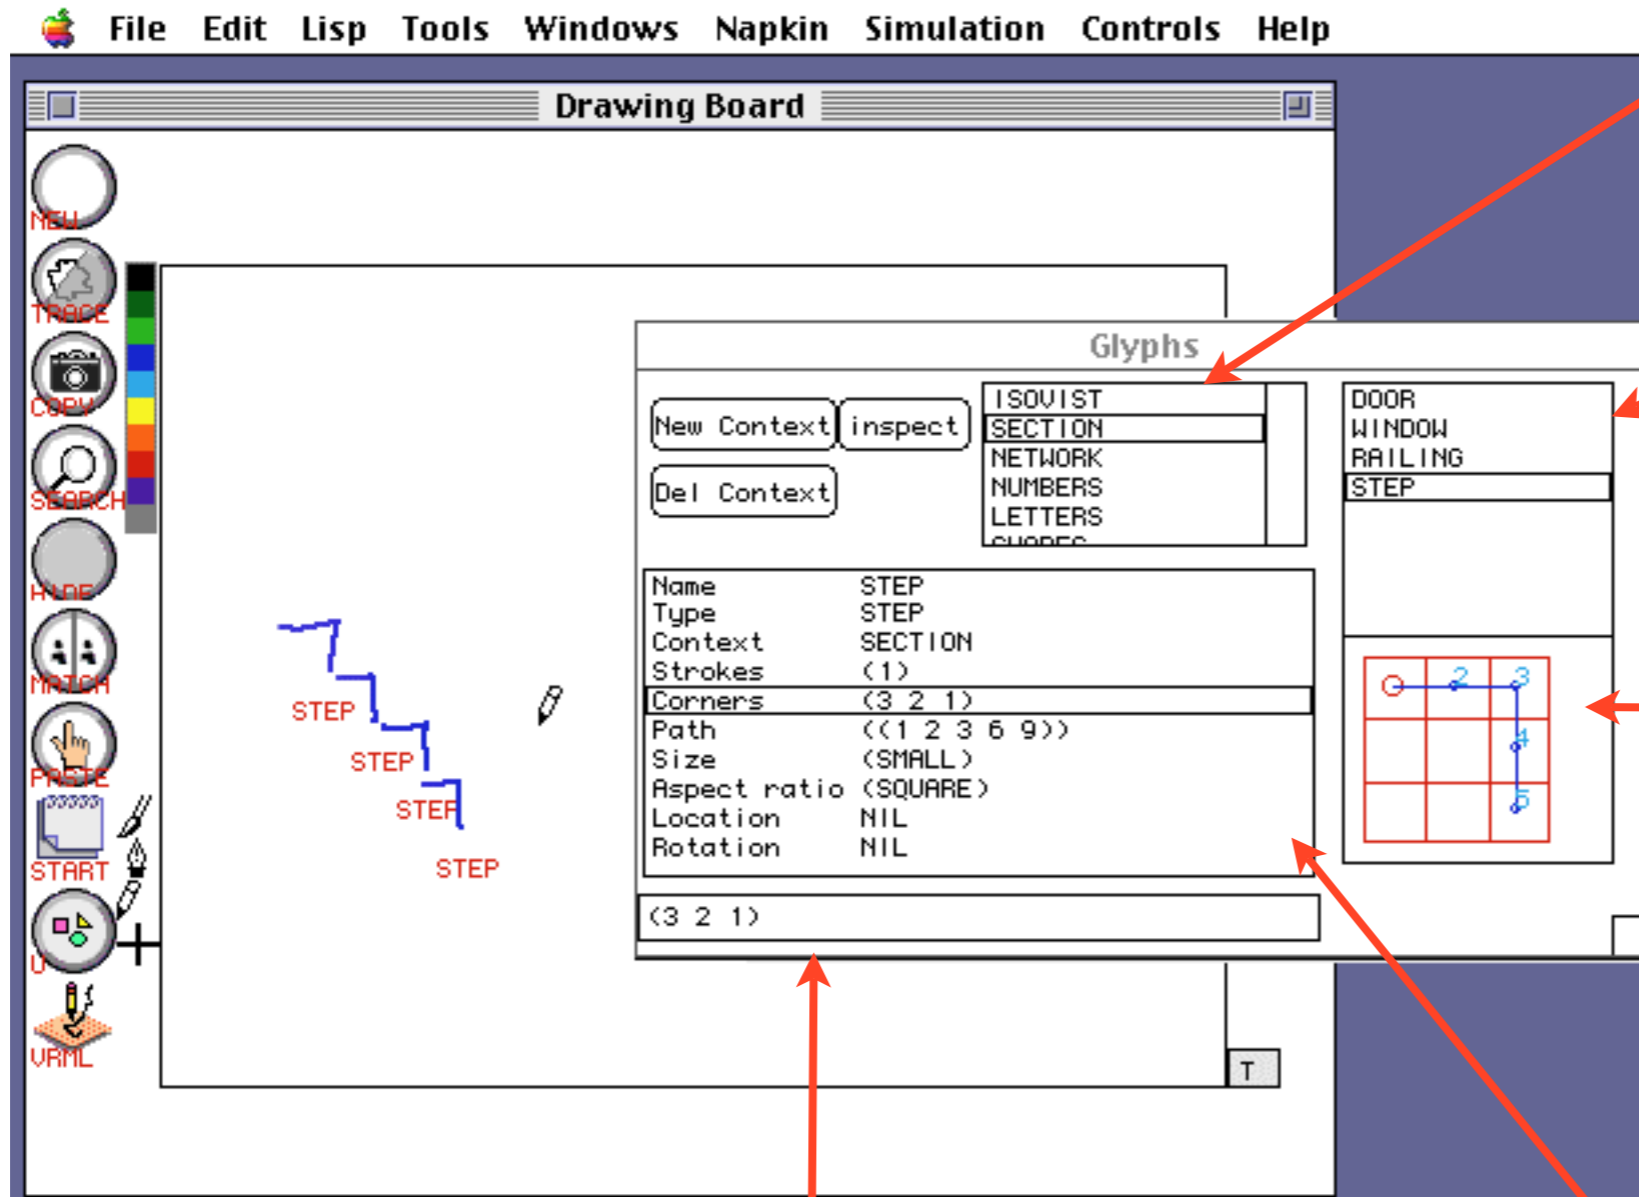 File Edit Lisp Tools Windows Napkin Simulation Controls Help
Drawing Board
NEW
TRACE
COPY
SEARCH
HIDE
MATCH
PASTE
START
U
VRML
STEP
STEP
STEP
STEP
T
Glyphs
New Context inspect
Del Context
ISOVIST
SECTION
NETWORK
NUMBERS
LETTERS
DOOR
WINDOW
RAILING
STEP
Name STEP
Type STEP
Context SECTION
Strokes (1)
Corners (3 2 1)
Path ((1 2 3 6 9))
Size (SMALL)
Aspect ratio (SQUARE)
Location NIL
Rotation NIL
(3 2 1)
2 3
4
5